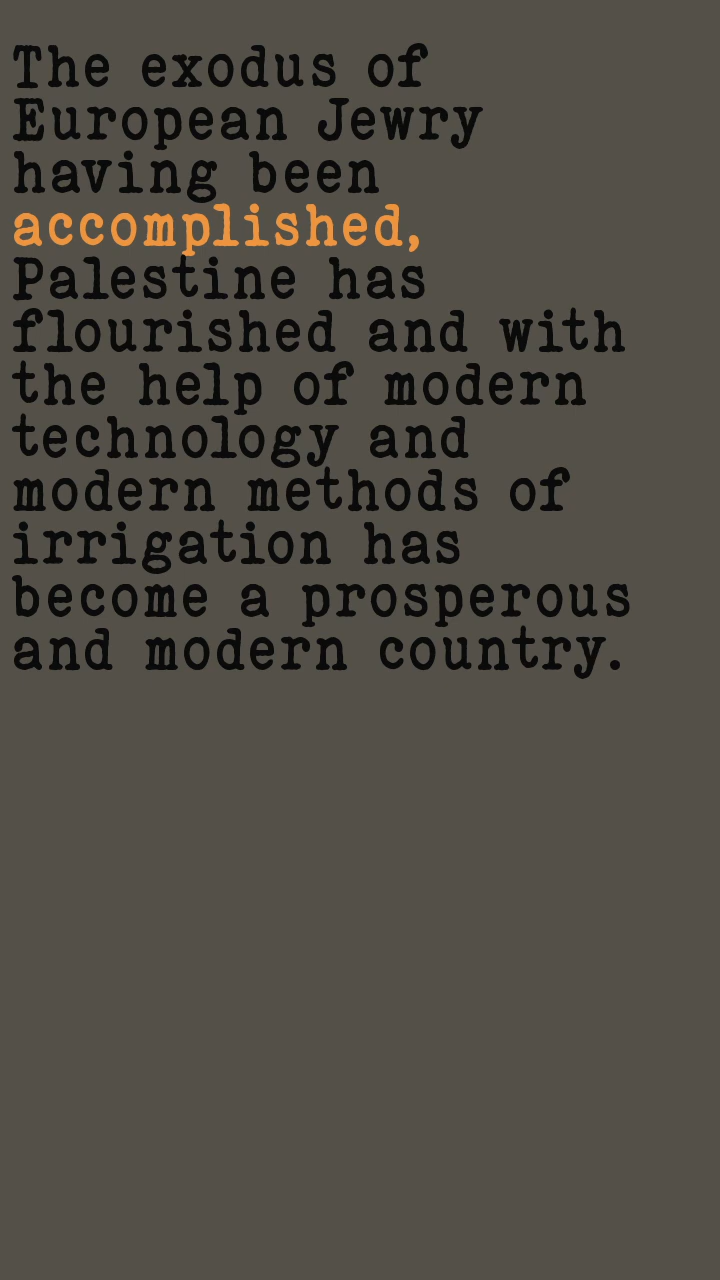 The exodus of
European Jewry
having been
accomplished,
Palestine has
flourished and with
the help of modern
technology and
modern methods of
irrigation has
become a prosperous
and modern country.